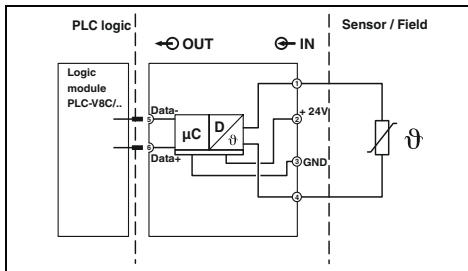 PLC logic
OUT
IN
Sensor / Field
Logic
module
PLC-V8C/..
1
Data-
+ 24V
5
µC
D
ϑ
2
ϑ
6
Data+
3
GND
4